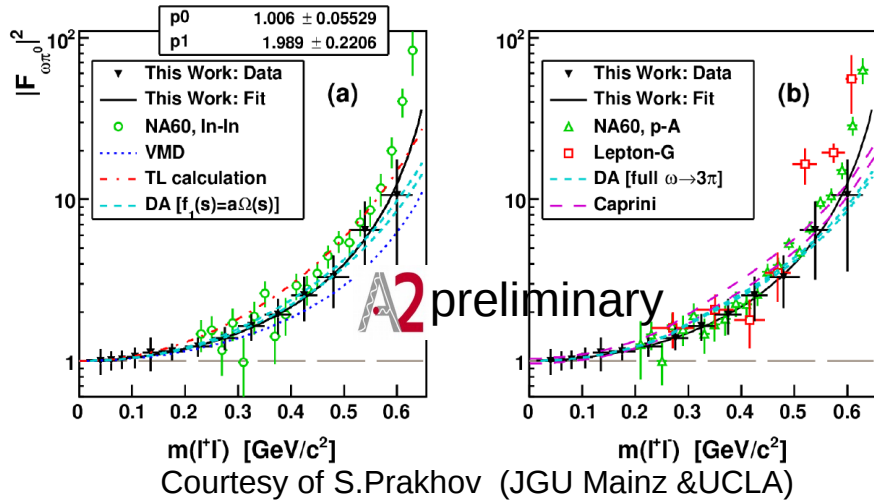 p0 1.006 ± 0.05529
p1 1.989 ± 0.2206
|F_ωπ⁰|²
10²
10
1
This Work: Data
This Work: Fit
NA60, In-In
VMD
TL calculation
DA [f₁(s)=aΩ(s)]
(a)
0 0.1 0.2 0.3 0.4 0.5 0.6
m(l⁺l⁻) [GeV/c²]
10²
10
1
This Work: Data
This Work: Fit
NA60, p-A
Lepton-G
DA [full ω→3π]
Caprini
(b)
0 0.1 0.2 0.3 0.4 0.5 0.6
m(l⁺l⁻) [GeV/c²]
A2 preliminary
Courtesy of S.Prakhov (JGU Mainz &UCLA)